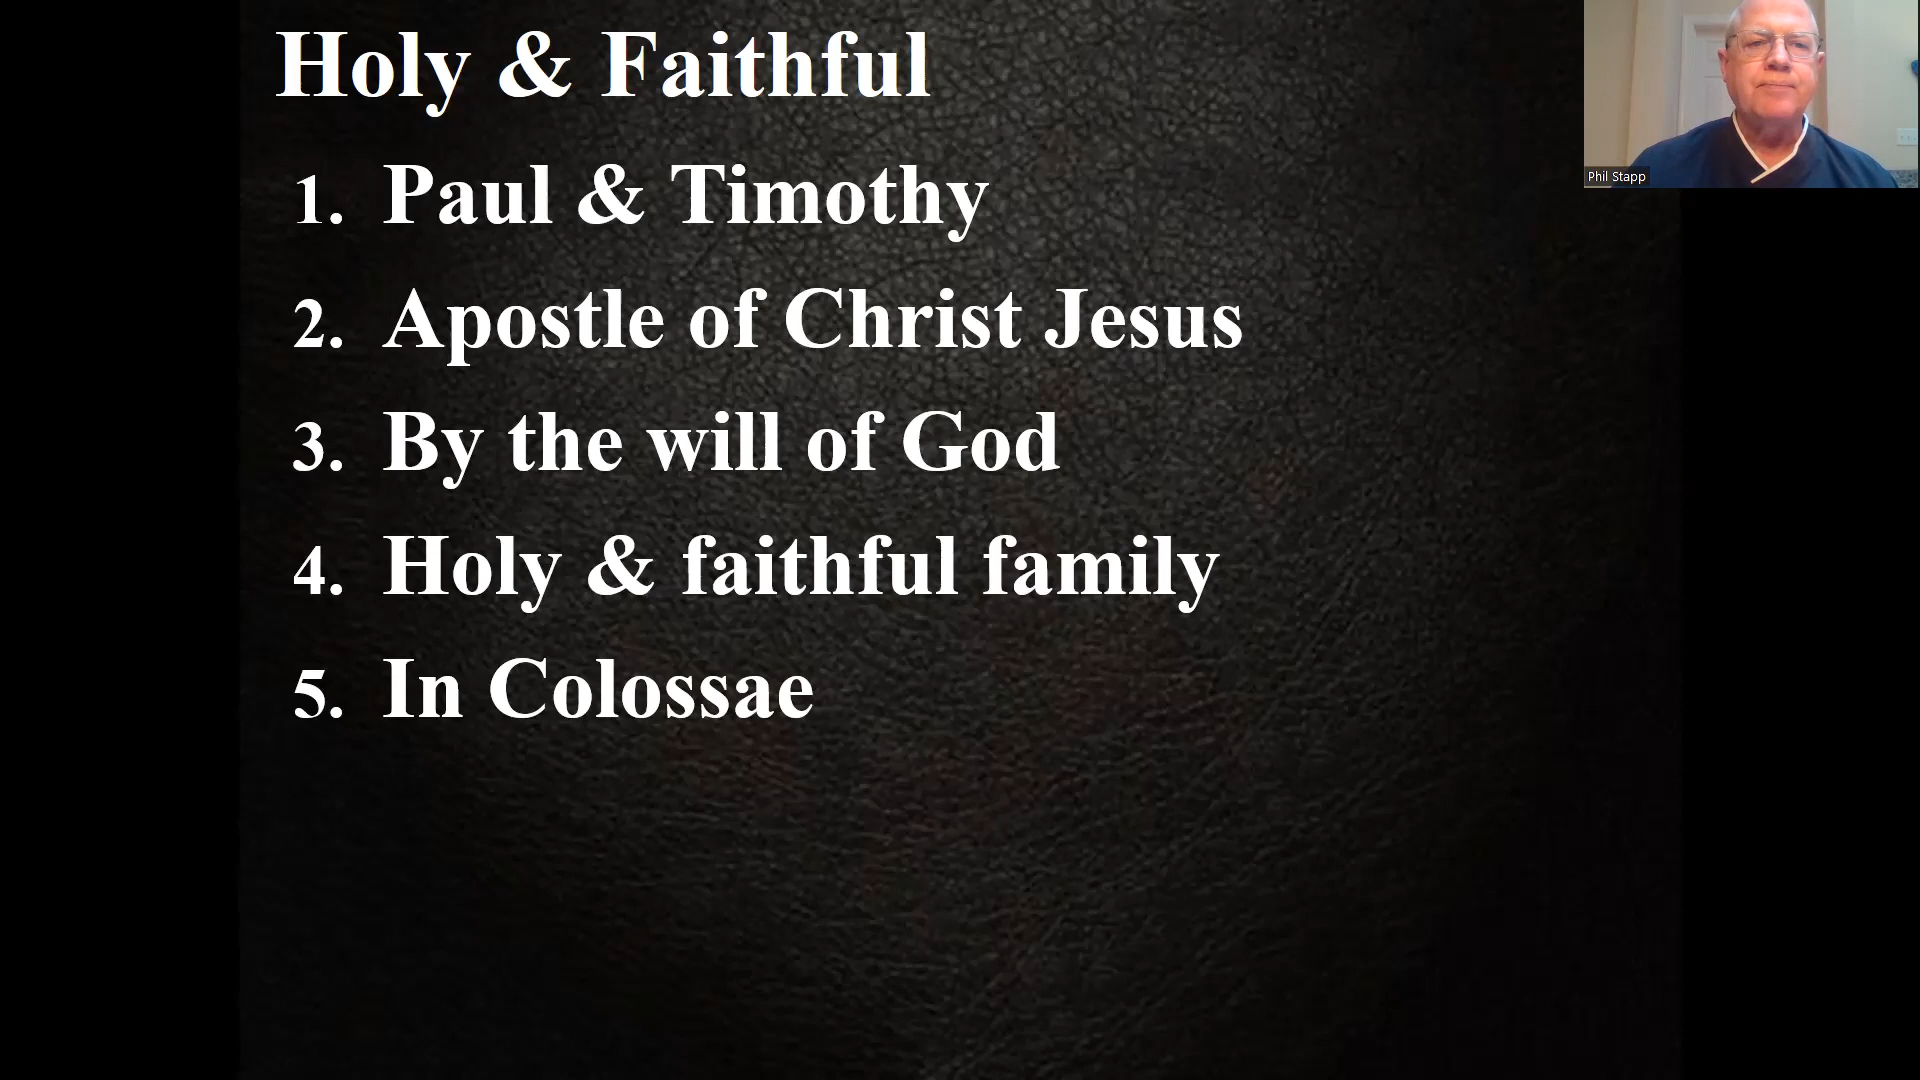 Holy & Faithful
1. Paul & Timothy
2. Apostle of Christ Jesus
3. By the will of God
4. Holy & faithful family
5. In Colossae
Phil Stapp